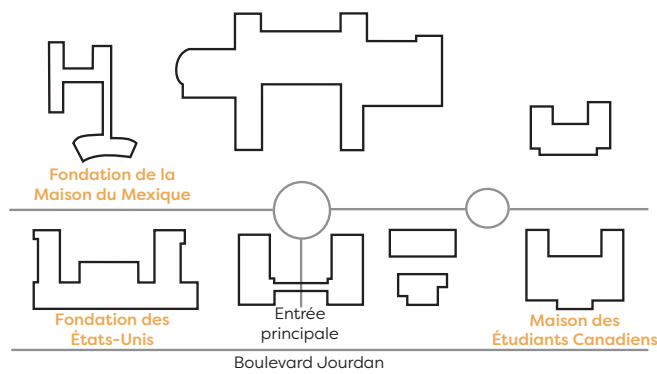 Fondation de la
Maison du Mexique
Fondation des
États-Unis
Entrée
principale
Maison des
Étudiants Canadiens
Boulevard Jourdan